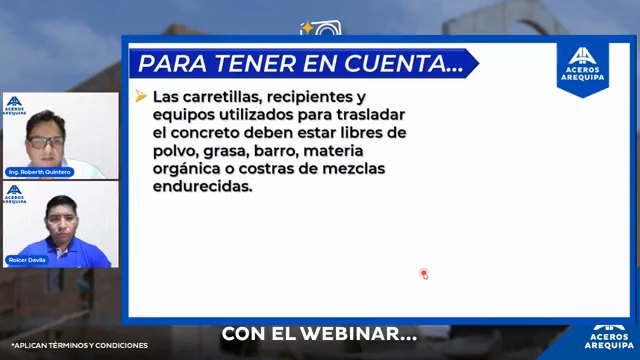 PARA TENER EN CUENTA...
ACEROS
AREQUIPA
Las carretillas, recipientes y
equipos utilizados para trasladar
el concreto deben estar libres de
polvo, grasa, barro, materia
orgánica o costras de mezclas
endurecidas.
ACEROS
AREQUIPA
Ing. Roberth Quintero
ACEROS
AREQUIPA
Roicer Davila
CON EL WEBINAR...
*APLICAN TÉRMINOS Y CONDICIONES
ACEROS
AREQUIPA